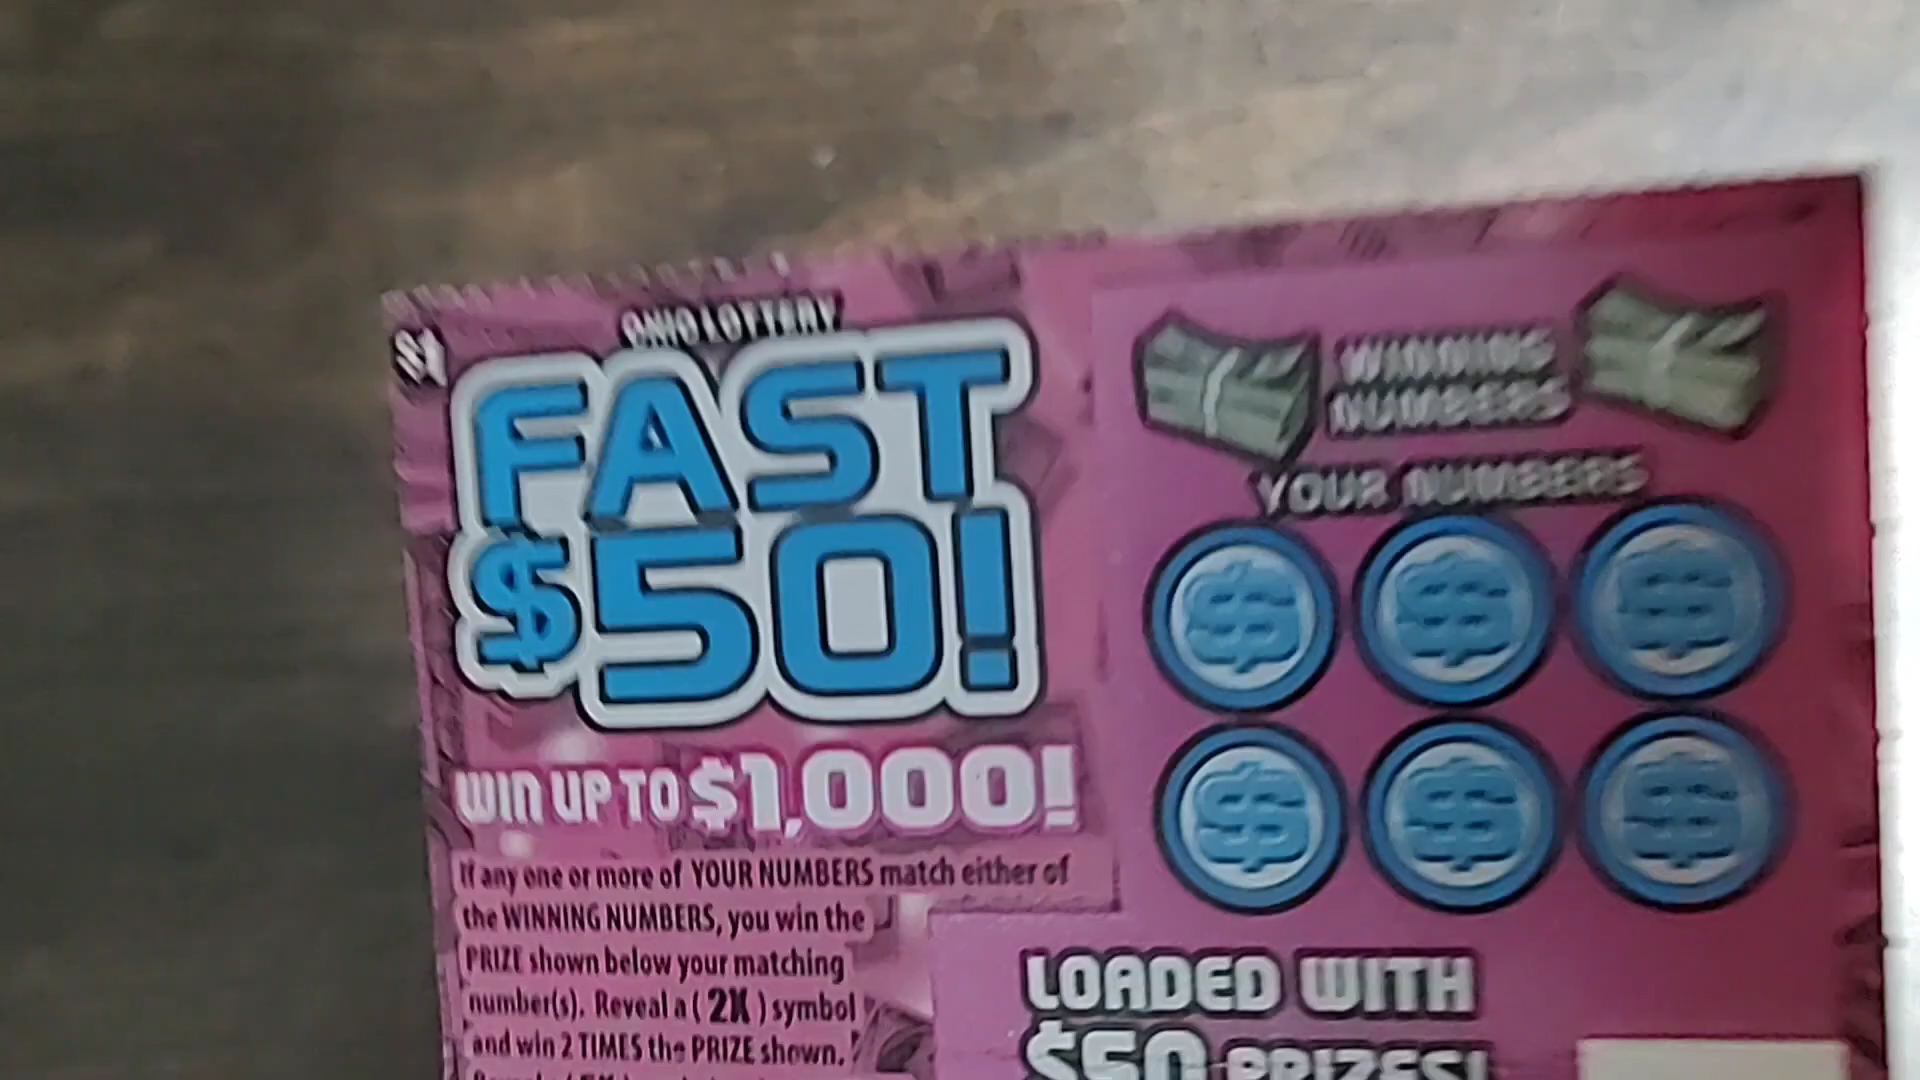 $1
OHIO LOTTERY
FAST
$50!
WIN UP TO $1,000!
If any one or more of YOUR NUMBERS match either of
the WINNING NUMBERS, you win the
PRIZE shown below your matching
number(s). Reveal a ( 2X ) symbol
and win 2 TIMES the PRIZE shown.
WINNING
NUMBERS
YOUR NUMBERS
$ $ $
$ $ $
LOADED WITH
$50 PRIZES!